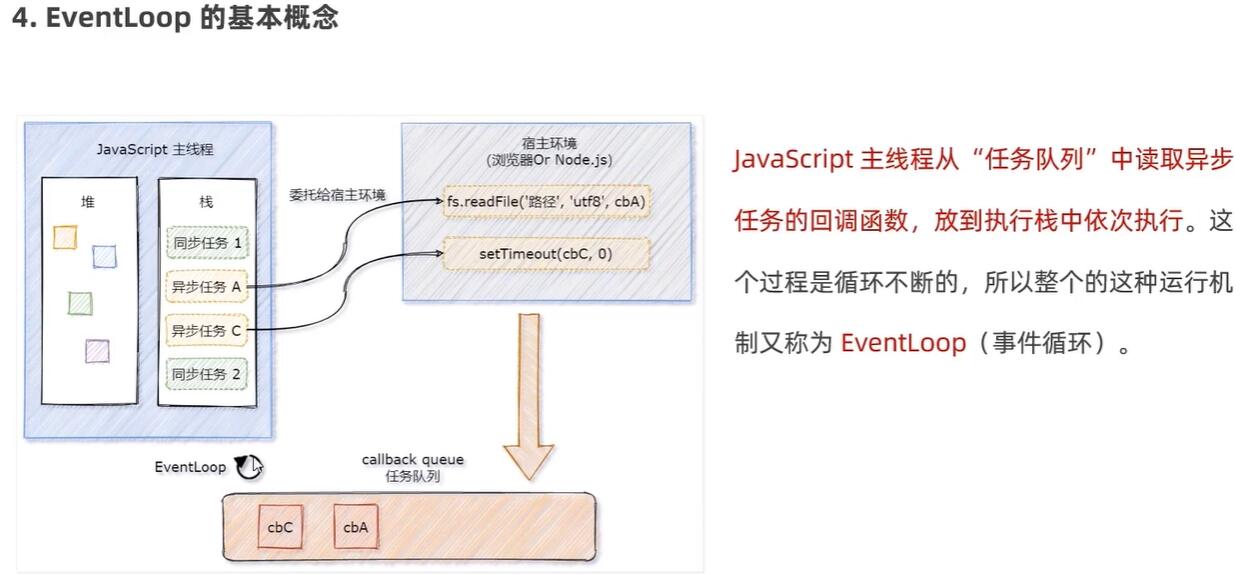 4. EventLoop 的基本概念
JavaScript 主线程
堆
栈
同步任务 1
异步任务 A
异步任务 C
同步任务 2
委托给宿主环境
宿主环境
(浏览器Or Node.js)
fs.readFile('路径', 'utf8', cbA)
setTimeout(cbC, 0)
EventLoop
callback queue
任务队列
cbC
cbA
JavaScript 主线程从“任务队列”中读取异步
任务的回调函数，放到执行栈中依次执行。这
个过程是循环不断的，所以整个的这种运行机
制又称为 EventLoop（事件循环）。